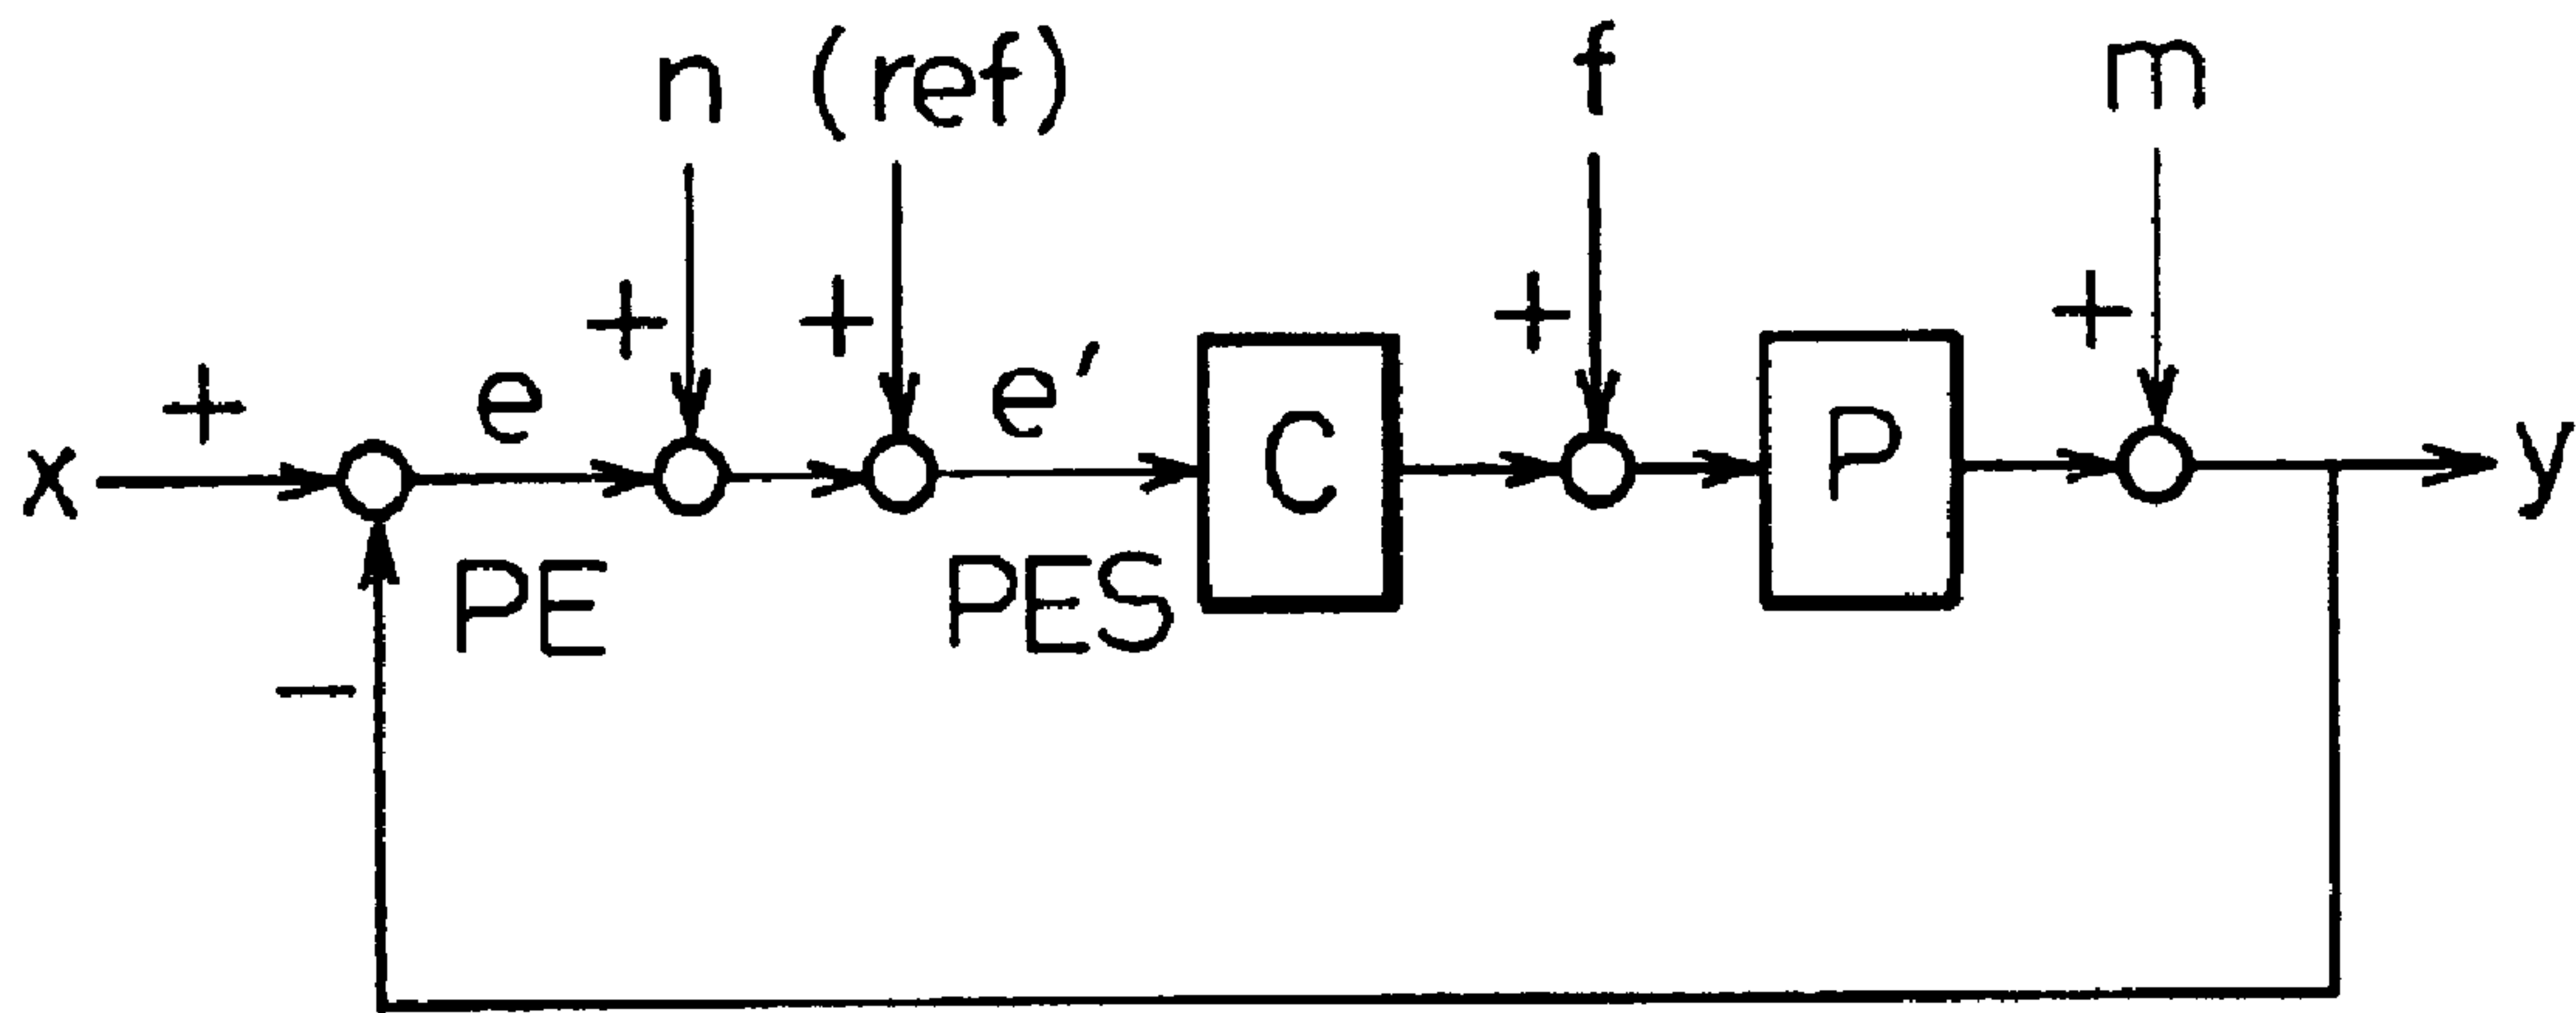 n (ref) f m
+ + + +
+ e e′
x C P y
PE PES
−